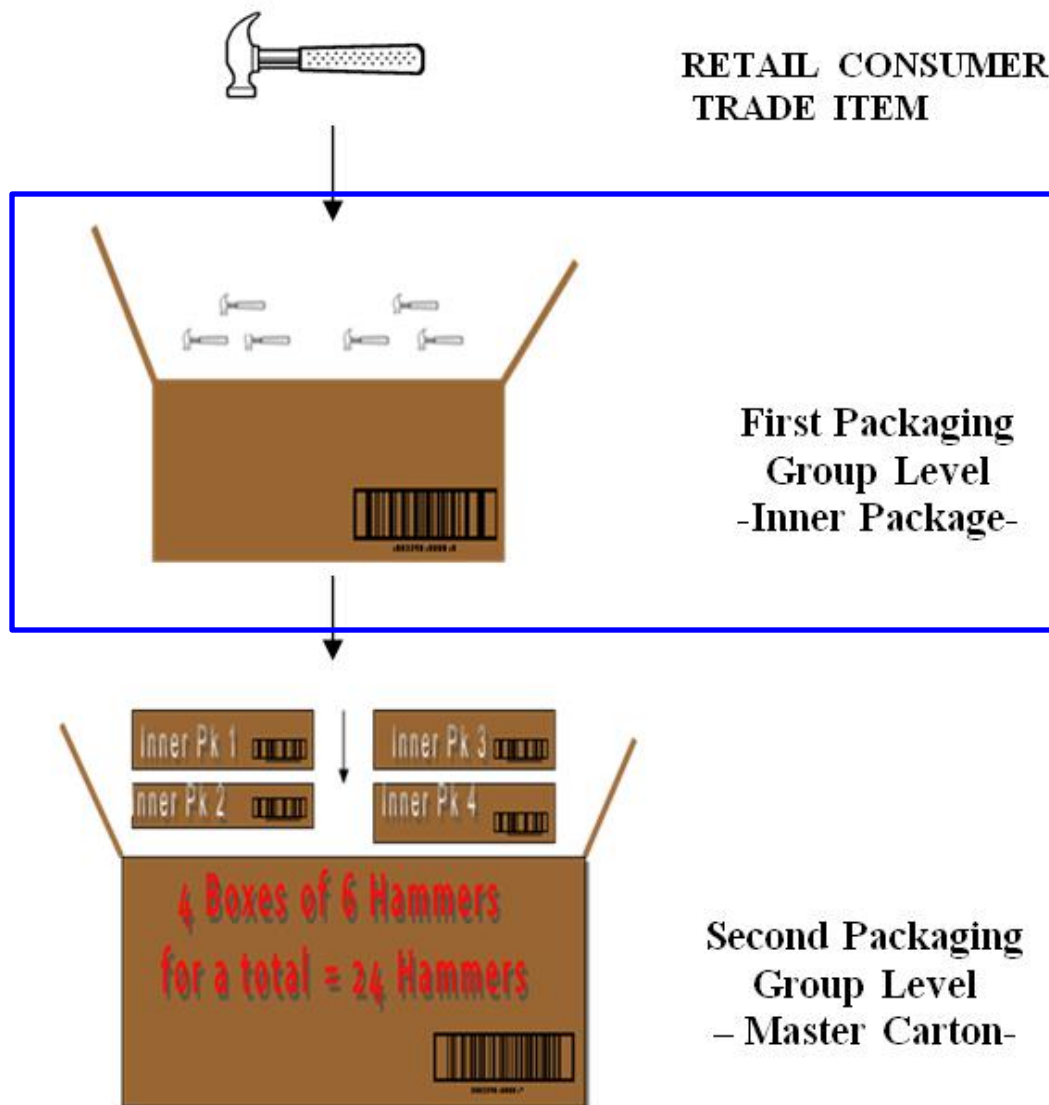 RETAIL CONSUMER
TRADE ITEM
First Packaging
Group Level
-Inner Package-
Inner Pk 1
Inner Pk 3
Inner Pk 2
Inner Pk 4
4 Boxes of 6 Hammers
for a total = 24 Hammers
Second Packaging
Group Level
– Master Carton-